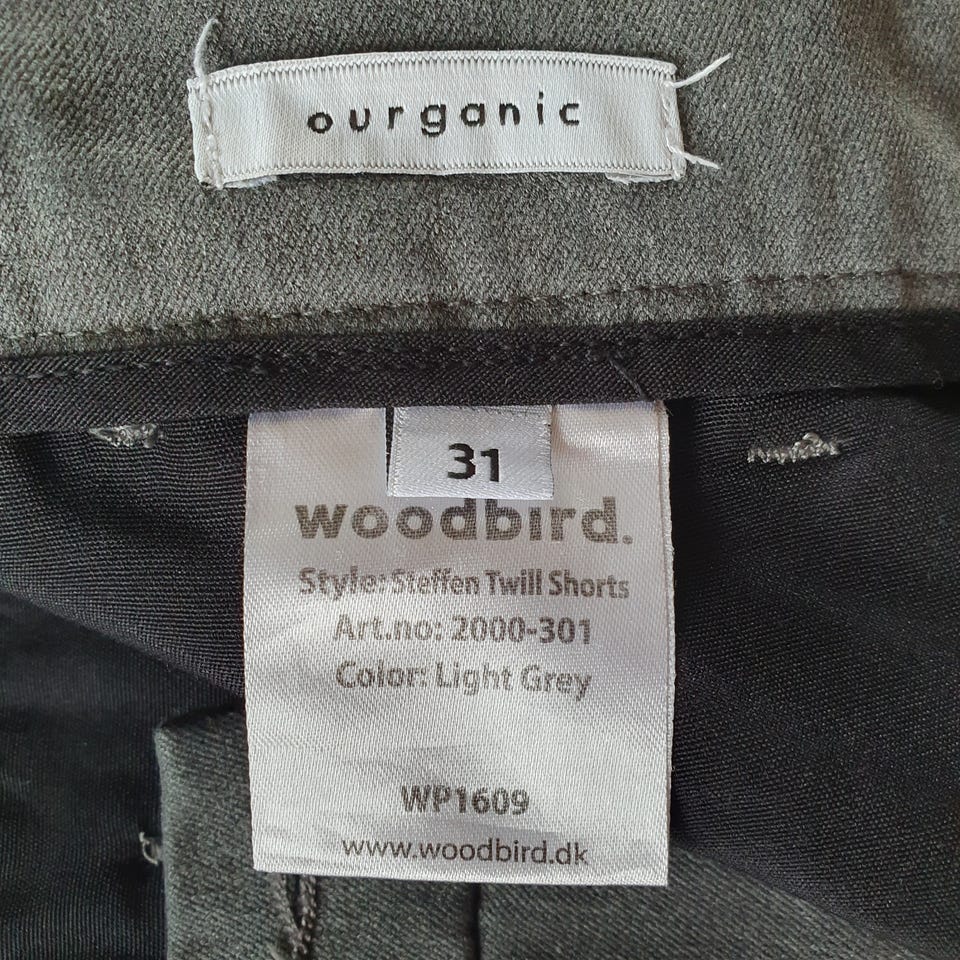 ourganic
31
woodbird.
Style: Steffen Twill Shorts
Art.no: 2000-301
Color: Light Grey
WP1609
www.woodbird.dk